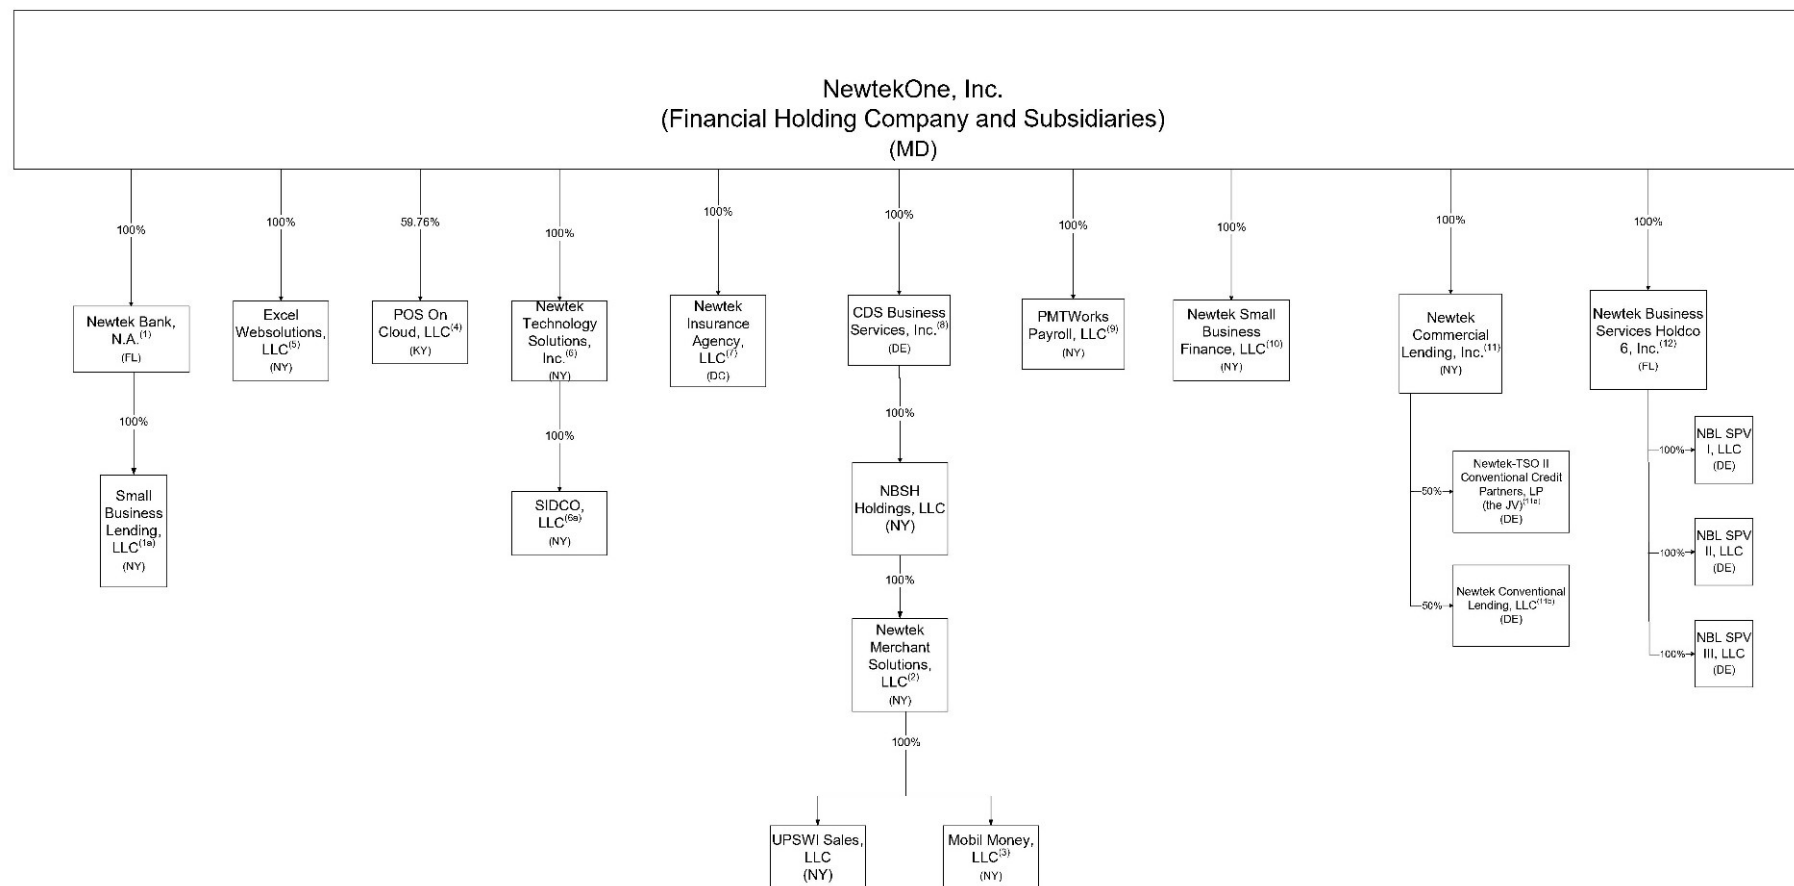 NewtekOne, Inc.
(Financial Holding Company and Subsidiaries)
(MD)
100%
100%
59.76%
100%
100%
100%
100%
100%
100%
100%
Newtek Bank,
N.A.(1)
(FL)
Excel
Websolutions,
LLC(5)
(NY)
POS On
Cloud, LLC(4)
(KY)
Newtek
Technology
Solutions,
Inc.(6)
(NY)
Newtek
Insurance
Agency,
LLC(7)
(DC)
CDS Business
Services, Inc.(8)
(DE)
PMTWorks
Payroll, LLC(9)
(NY)
Newtek Small
Business
Finance, LLC(10)
(NY)
Newtek
Commercial
Lending, Inc.(11)
(NY)
Newtek Business
Services Holdco
6, Inc.(12)
(FL)
100%
Small
Business
Lending,
LLC(1a)
(NY)
100%
SIDCO,
LLC(6a)
(NY)
100%
NBSH
Holdings, LLC
(NY)
100%
Newtek
Merchant
Solutions,
LLC(2)
(NY)
100%
UPSWI Sales,
LLC
(NY)
Mobil Money,
LLC(3)
(NY)
50%
Newtek-TSO II
Conventional Credit
Partners, LP
(the JV)(11a)
(DE)
50%
Newtek Conventional
Lending, LLC(11b)
(DE)
100%
NBL SPV
I, LLC
(DE)
100%
NBL SPV
II, LLC
(DE)
100%
NBL SPV
III, LLC
(DE)